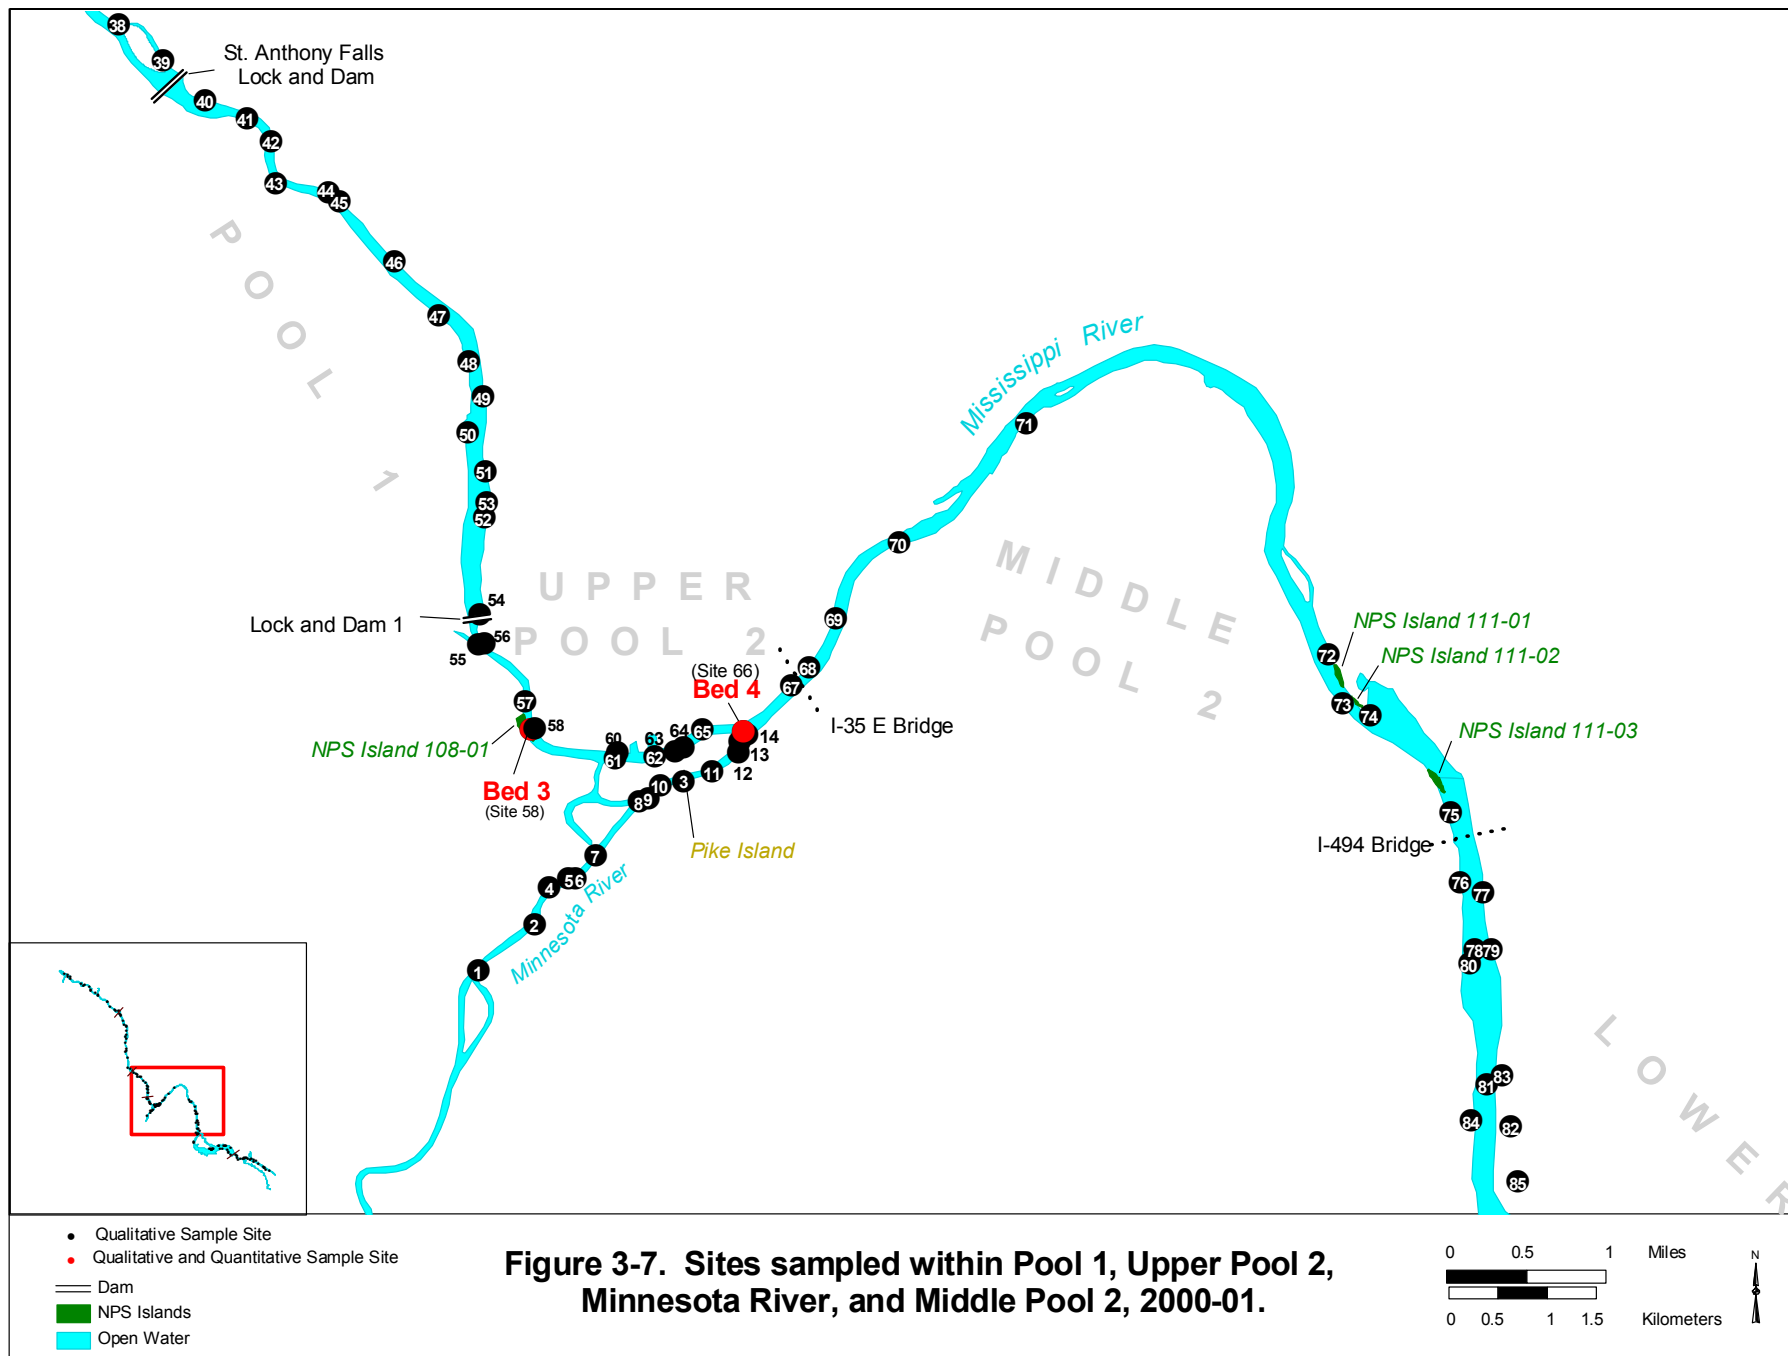 38
39
St. Anthony Falls
Lock and Dam
40
41
42
43
44
45
46
47
48
49
50
51
53
52
54
Lock and Dam 1
56
55
57
58
NPS Island 108-01
Bed 3
(Site 58)
60
61
62
63
64
65
(Site 66)
Bed 4
14
13
12
11
3
10
9
8
7
56
4
2
1
Pike Island
Minnesota River
67
68
I-35 E Bridge
69
70
71
Mississippi River
72
NPS Island 111-01
NPS Island 111-02
73
74
NPS Island 111-03
75
I-494 Bridge
76
77
78
79
80
81
83
84
82
85
POOL 1
UPPER
POOL 2
MIDDLE
POOL 2
LOWER
Qualitative Sample Site
Qualitative and Quantitative Sample Site
Dam
NPS Islands
Open Water
Figure 3-7. Sites sampled within Pool 1, Upper Pool 2,
Minnesota River, and Middle Pool 2, 2000-01.
0 0.5 1 Miles
0 0.5 1 1.5 Kilometers
N